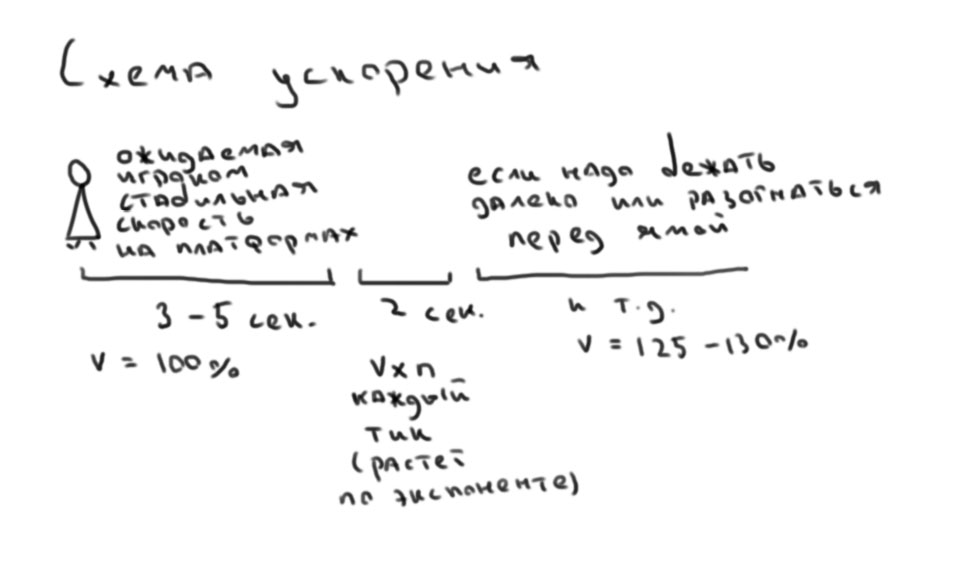 Схема ускорения
ожидаемая
игроком
стабильная
скорость
на платформах
если надо бежать
далеко или разогнаться
перед ямой
3-5 сек.
2 сек.
и т.д.
v = 100%
v = 125-130%
v x n
каждый
тик
(растет
по экспоненте)